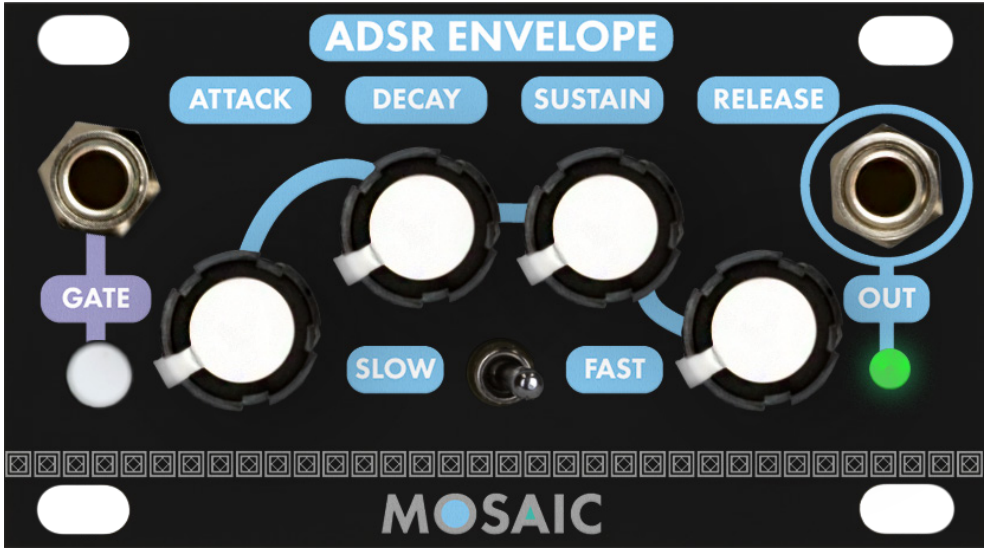 ADSR ENVELOPE
ATTACK DECAY SUSTAIN RELEASE
GATE OUT
SLOW FAST
MOSAIC